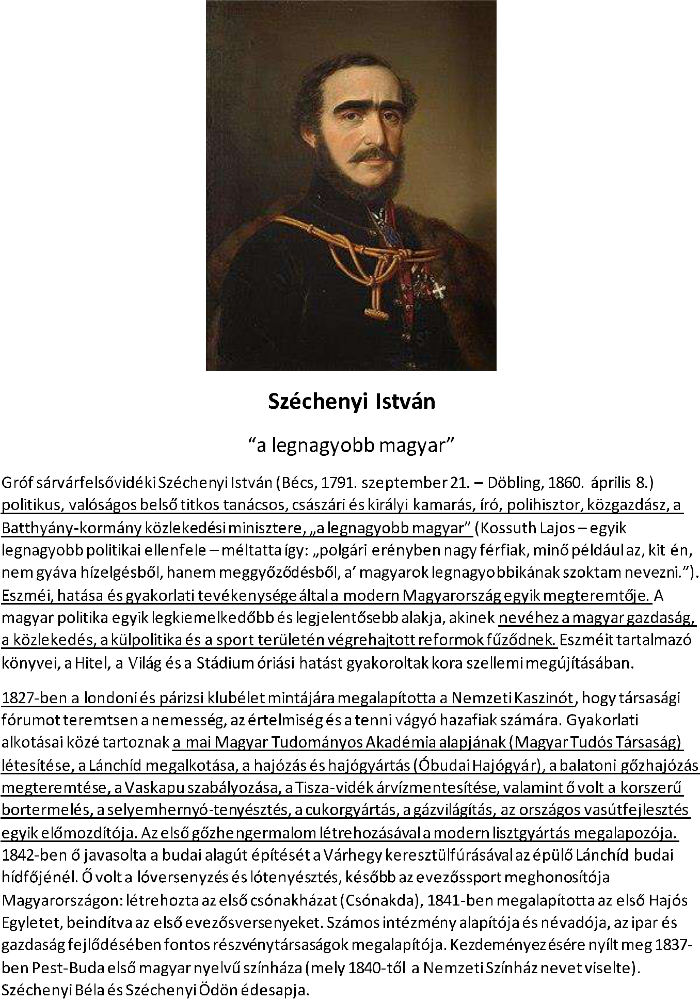 Széchenyi István
“a legnagyobb magyar”
Gróf sárvárfelsővidéki Széchenyi István (Bécs, 1791. szeptember 21. – Döbling, 1860. április 8.)
politikus, valóságos belső titkos tanácsos, császári és királyi kamarás, író, polihisztor, közgazdász, a
Batthyány-kormány közlekedési minisztere, „a legnagyobb magyar” (Kossuth Lajos – egyik
legnagyobb politikai ellenfele – méltatta így: „polgári erényben nagy férfiak, minő például az, kit én,
nem gyáva hízelgésből, hanem meggyőződésből, a’ magyarok legnagyobbikának szoktam nevezni.”).
Eszméi, hatása és gyakorlati tevékenysége által a modern Magyarország egyik megteremtője. A
magyar politika egyik legkiemelkedőbb és legjelentősebb alakja, akinek nevéhez a magyar gazdaság,
a közlekedés, a külpolitika és a sport területén végrehajtott reformok fűződnek. Eszméit tartalmazó
könyvei, a Hitel, a Világ és a Stádium óriási hatást gyakoroltak kora szellemi megújításában.
1827-ben a londoni és párizsi klubélet mintájára megalapította a Nemzeti Kaszinót, hogy társasági
fórumot teremtsen a nemesség, az értelmiség és a tenni vágyó hazafiak számára. Gyakorlati
alkotásai közé tartoznak a mai Magyar Tudományos Akadémia alapjának (Magyar Tudós Társaság)
létesítése, a Lánchíd megalkotása, a hajózás és hajógyártás (Óbudai Hajógyár), a balatoni gőzhajózás
megteremtése, a Vaskapu szabályozása, a Tisza-vidék árvízmentesítése, valamint ő volt a korszerű
bortermelés, a selyemhernyó-tenyésztés, a cukorgyártás, a gázvilágítás, az országos vasútfejlesztés
egyik előmozdítója. Az első gőzhengermalom létrehozásával a modern lisztgyártás megalapozója.
1842-ben ő javasolta a budai alagút építését a Várhegy keresztülfúrásával az épülő Lánchíd budai
hídfőjénél. Ő volt a lóversenyzés és lótenyésztés, később az evezőssport meghonosítója
Magyarországon: létrehozta az első csónakházat (Csónakda), 1841-ben megalapította az első Hajós
Egyletet, beindítva az első evezősversenyeket. Számos intézmény alapítója és névadója, az ipar és
gazdaság fejlődésében fontos részvénytársaságok megalapítója. Kezdeményezésére nyílt meg 1837-
ben Pest-Buda első magyar nyelvű színháza (mely 1840-től a Nemzeti Színház nevet viselte).
Széchenyi Béla és Széchenyi Ödön édesapja.